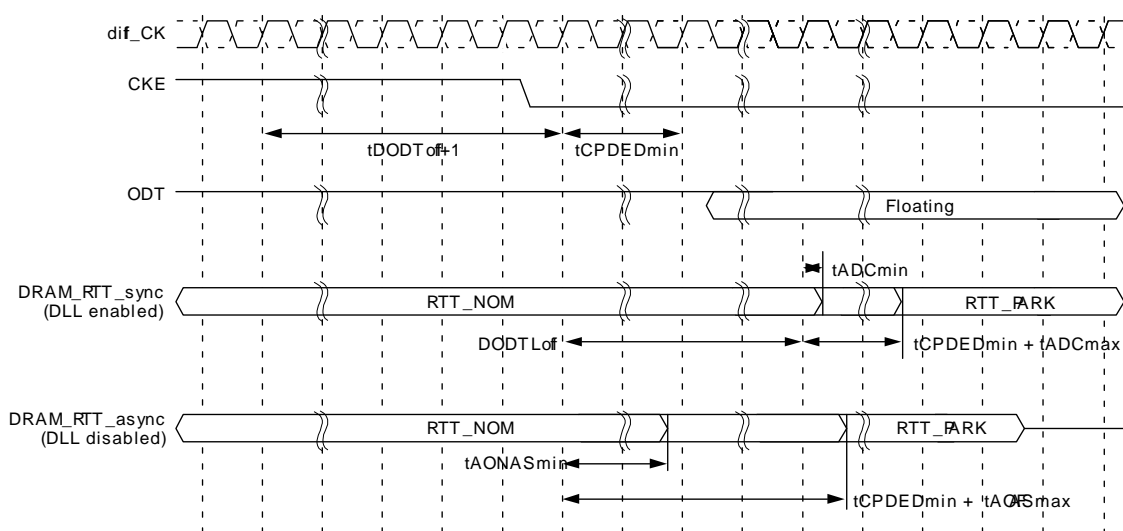 dif_CK
CKE
tDODToff+1
tCPDEDmin
ODT
Floating
tADCmin
DRAM_RTT_sync
(DLL enabled)
RTT_NOM
RTT_PARK
DODTLoff
tCPDEDmin + tADCmax
DRAM_RTT_async
(DLL disabled)
RTT_NOM
RTT_PARK
tAONASmin
tCPDEDmin + tAOFASmax